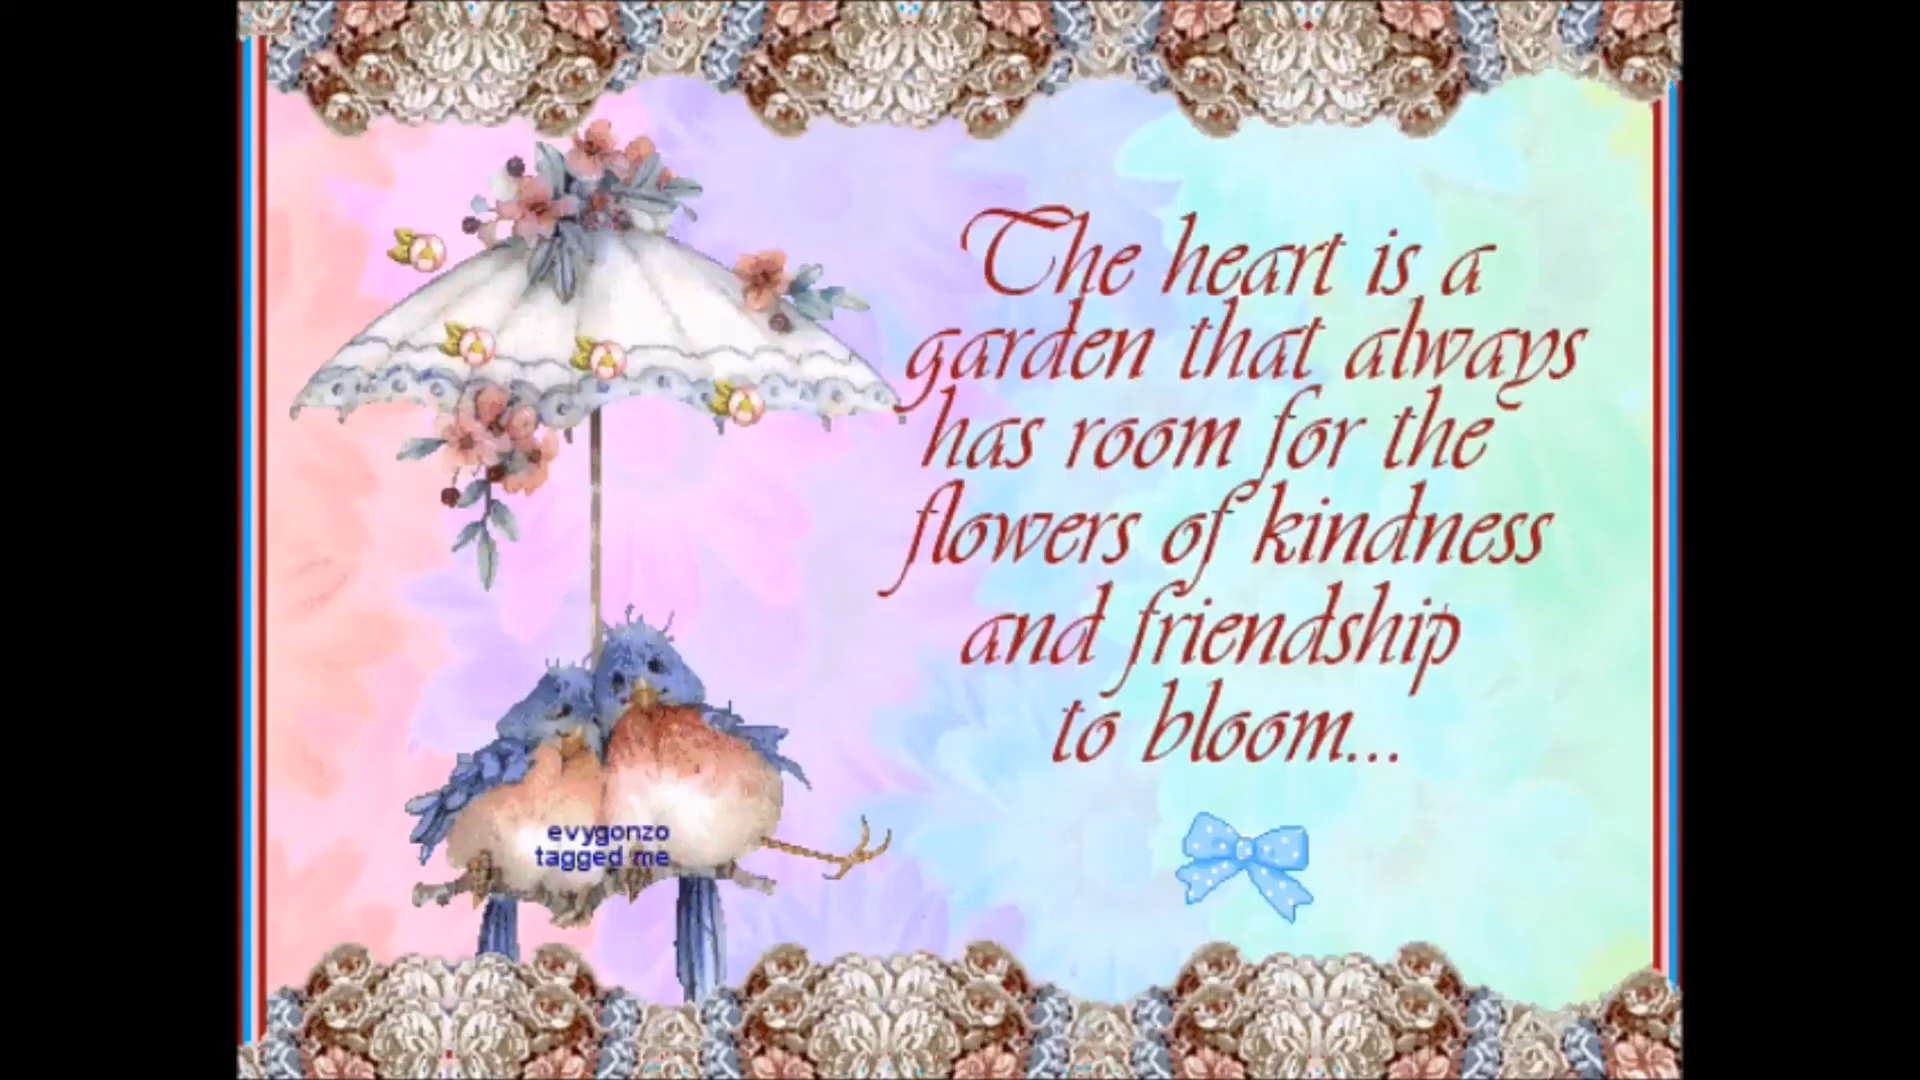 The heart is a
garden that always
has room for the
flowers of kindness
and friendship
to bloom...
evygonzo
tagged me